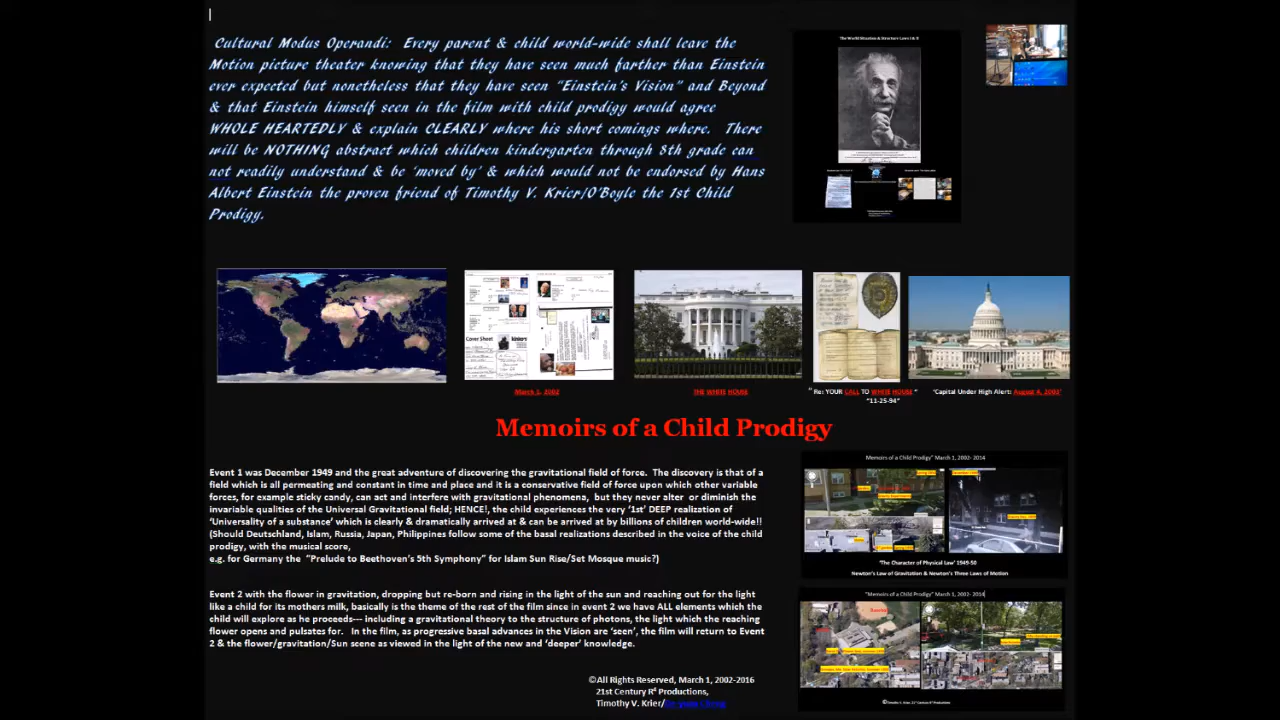 Cultural Modus Operandi: Every parent & child world-wide shall leave the
Motion picture theater knowing that they have seen much farther than Einstein
ever expected but nonetheless that they have seen "Einstein's Vision" and Beyond
& that Einstein himself seen in the film with child prodigy would agree
WHOLE HEARTEDLY & explain CLEARLY where his short comings where. There
will be NOTHING abstract which children kindergarten through 8th grade can
not directly experience & be 'moved by' & which would not be endorsed by Hans
Albert Einstein the proven friend of Timothy V. Krier/O'Boyle the 1st Child
Prodigy.
The World Situation & Structure Laws I & II
March 1, 2002
THE WHITE HOUSE
" Re: YOUR CALL TO WHITE HOUSE "
"11-25-94"
'Capital Under High Alert: August 4, 2002'
Memoirs of a Child Prodigy
Event 1 was December 1949 and the great adventure of discovering the gravitational field of force. The discovery is that of a
field that is all permeating and constant in time and place and it is a conservative field of force upon which other variable
forces, for example sticky candy, can act and interfere with gravitational phenomena, but they never alter or diminish the
invariable qualities of the Universal gravitational field; HENCE!, the child experiences the very '1st' DEEP realization of
'Universality of a substance' which is cleary & dramatically arrived at & can be arrived at by billions of children world-wide!!
(Should Deutschland, Islam, Russia, Japan, Philippines follow some of the basal realizations described in the voice of the child
prodigy, with the musical score,
e.g. for Germany the "Prelude to Beethoven's 5th Symphony" for Islam Sun Rise/Set Mosque music?)
Memoirs of a Child Prodigy" March 1, 2002- 2014
'The Character of Physical Law' 1949-50
Newton's Law of Gravitation & Newton's Three Laws of Motion
Event 2 with the flower in gravitation, dropping but re-born and rising in the light of the sun and reaching out for the light
like a child for its mothers milk, basically is the theme of the rest of the film since in event 2 we have ALL elements which the
child will explore as he proceeds--- including a gravitational theory to the structure of photons, the light which the reaching
flower opens and pulsates for. In the film, as progressive basal advances in the Vision are 'seen', the film will return to Event
2 & the flower/gravitation/Sun scene as viewed in the light of the new and 'deeper' knowledge.
"Memoirs of a Child Prodigy" March 1, 2002- 2014
©All Rights Reserved, March 1, 2002-2016
21st Century R⁴ Productions,
Timothy V. Krier/